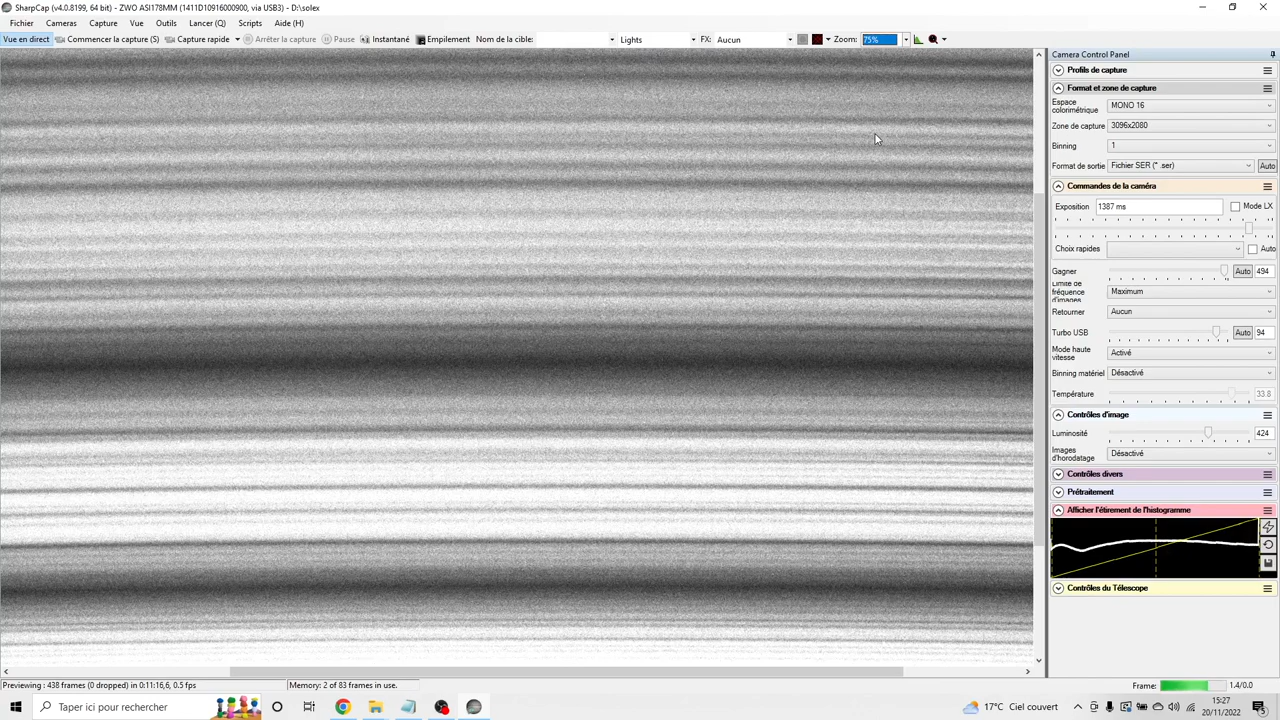 SharpCap (v4.0.8199, 64 bit) - ZWO ASI178MM (1411D10916000900, via USB3) - D:\solex
Fichier Cameras Capture Vue Outils Lancer (Q) Scripts Aide (H)
Vue en direct Commencer la capture (S) Capture rapide Arrêter la capture Pause Instantané Empilement Nom de la cible: Lights FX: Aucun Zoom: 75%
Camera Control Panel
Profils de capture
Format et zone de capture
Espace colorimétrique MONO 16
Zone de capture 3096x2080
Binning 1
Format de sortie Fichier SER (* .ser) Auto
Commandes de la caméra
Exposition 1387 ms Mode LX
Choix rapides Auto
Gagner Auto 494
Limite de fréquence d'images Maximum
Retourner Aucun
Turbo USB Auto 94
Mode haute vitesse Activé
Binning matériel Désactivé
Température 33.8
Contrôles d'image
Luminosité 424
Images d'horodatage Désactivé
Contrôles divers
Prétraitement
Afficher l'étirement de l'histogramme
Contrôles du Télescope
Previewing : 438 frames (0 dropped) in 0:11:16,6, 0.5 fps Memory: 2 of 83 frames in use. Frame: 1.4/0.0
Taper ici pour rechercher 17°C Ciel couvert 15:27
20/11/2022